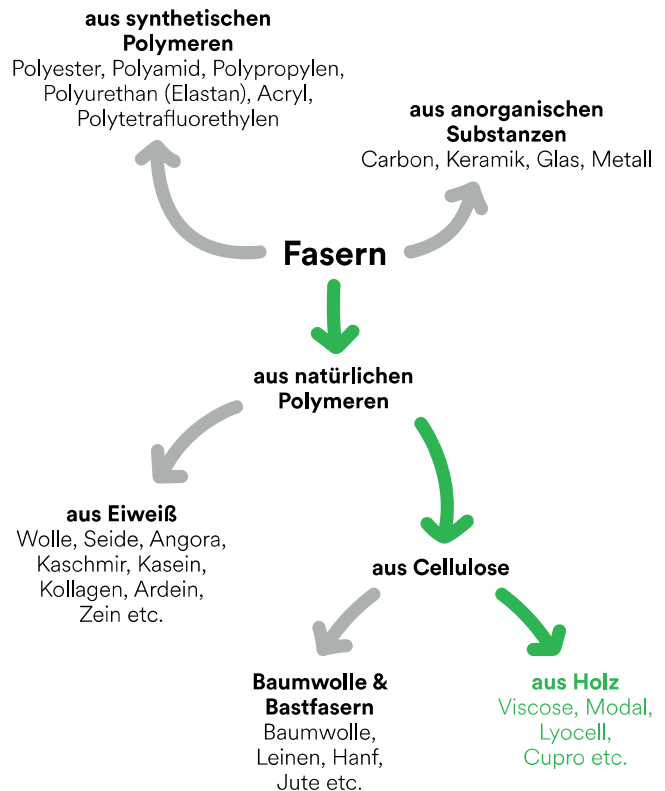 aus synthetischen
Polymeren
Polyester, Polyamid, Polypropylen,
Polyurethan (Elastan), Acryl,
Polytetrafluorethylen
aus anorganischen
Substanzen
Carbon, Keramik, Glas, Metall
Fasern
aus natürlichen
Polymeren
aus Eiweiß
Wolle, Seide, Angora,
Kaschmir, Kasein,
Kollagen, Ardein,
Zein etc.
aus Cellulose
Baumwolle &
Bastfasern
Baumwolle,
Leinen, Hanf,
Jute etc.
aus Holz
Viscose, Modal,
Lyocell,
Cupro etc.